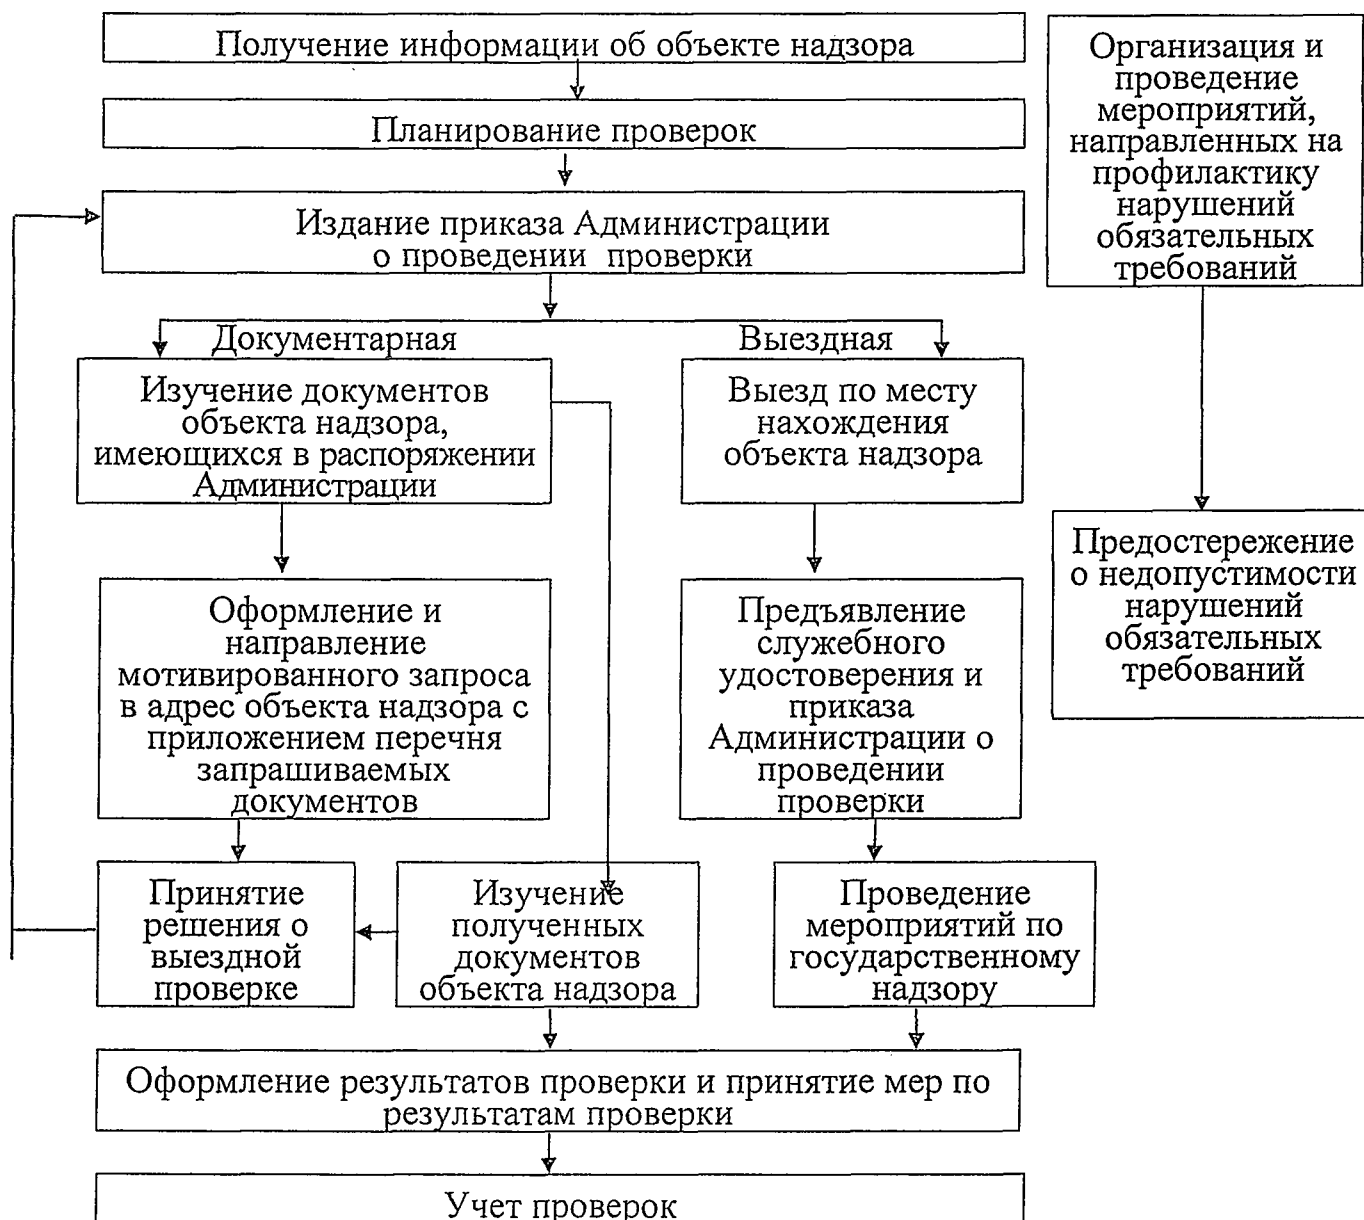 Получение информации об объекте надзора
Планирование проверок
Издание приказа Администрации
о проведении проверки
Организация и
проведение
мероприятий,
направленных на
профилактику
нарушений
обязательных
требований
Документарная
Выездная
Изучение документов
объекта надзора,
имеющихся в распоряжении
Администрации
Выезд по месту
нахождения
объекта надзора
Предостережение
о недопустимости
нарушений
обязательных
требований
Оформление и
направление
мотивированного запроса
в адрес объекта надзора с
приложением перечня
запрашиваемых
документов
Предъявление
служебного
удостоверения и
приказа
Администрации о
проведении
проверки
Принятие
решения о
выездной
проверке
Изучение
полученных
документов
объекта надзора
Проведение
мероприятий по
государственному
надзору
Оформление результатов проверки и принятие мер по
результатам проверки
Учет проверок